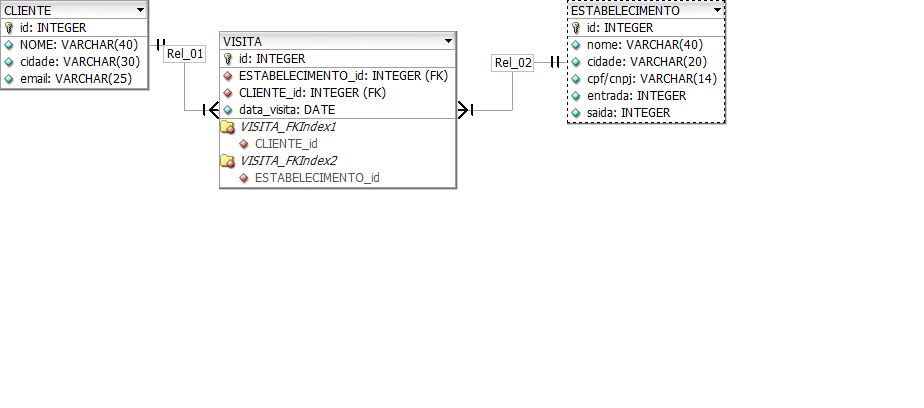 CLIENTE
id: INTEGER
NOME: VARCHAR(40)
cidade: VARCHAR(30)
email: VARCHAR(25)
Rel_01
VISITA
id: INTEGER
ESTABELECIMENTO_id: INTEGER (FK)
CLIENTE_id: INTEGER (FK)
data_visita: DATE
VISITA_FKIndex1
CLIENTE_id
VISITA_FKIndex2
ESTABELECIMENTO_id
Rel_02
ESTABELECIMENTO
id: INTEGER
nome: VARCHAR(40)
cidade: VARCHAR(20)
cpf/cnpj: VARCHAR(14)
entrada: INTEGER
saida: INTEGER